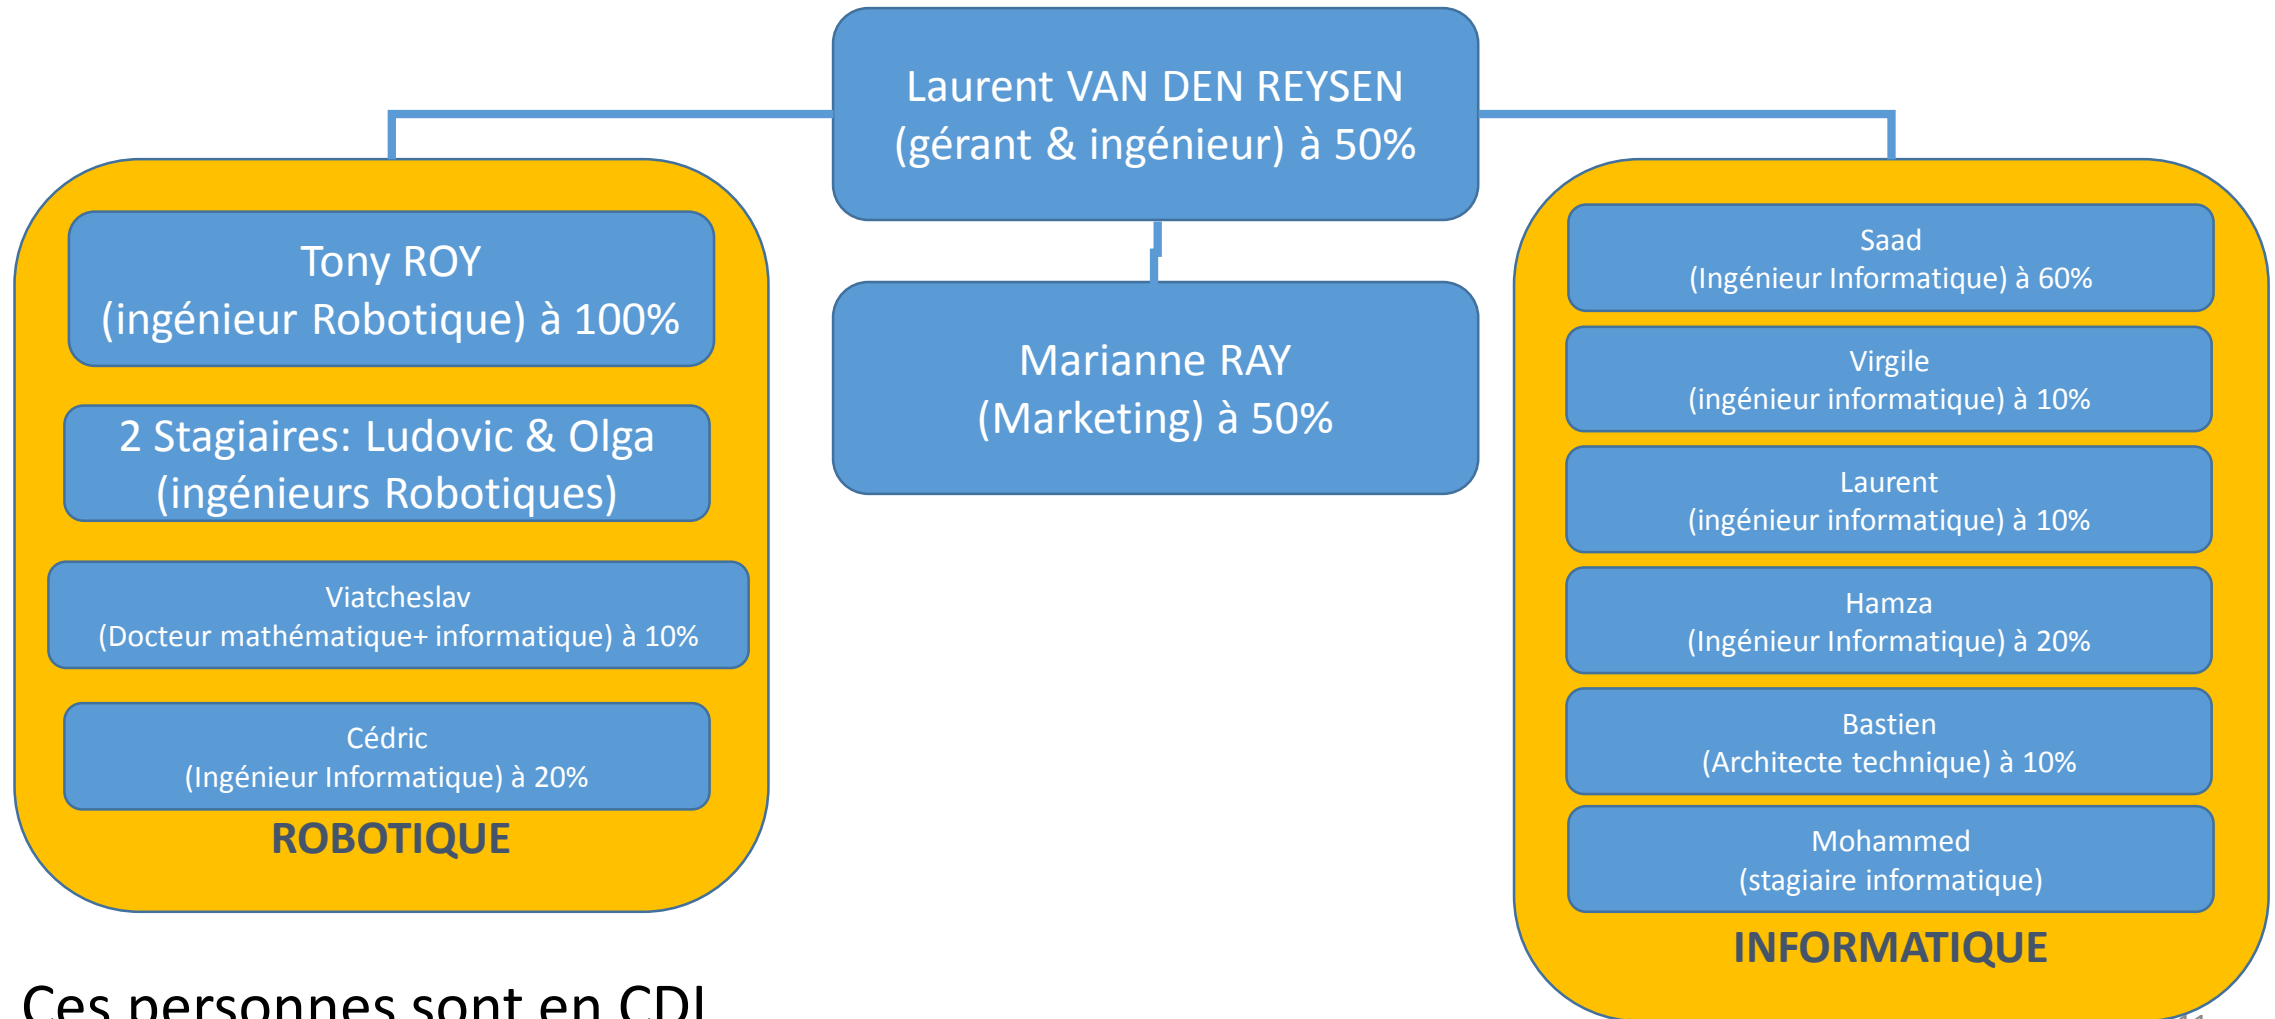 Laurent VAN DEN REYSEN
(gérant & ingénieur) à 50%
Tony ROY
(ingénieur Robotique) à 100%
2 Stagiaires: Ludovic & Olga
(ingénieurs Robotiques)
Viatcheslav
(Docteur mathématique+ informatique) à 10%
Cédric
(Ingénieur Informatique) à 20%
ROBOTIQUE
Marianne RAY
(Marketing) à 50%
Saad
(Ingénieur Informatique) à 60%
Virgile
(ingénieur informatique) à 10%
Laurent
(ingénieur informatique) à 10%
Hamza
(Ingénieur Informatique) à 20%
Bastien
(Architecte technique) à 10%
Mohammed
(stagiaire informatique)
INFORMATIQUE
Ces personnes sont en CDI